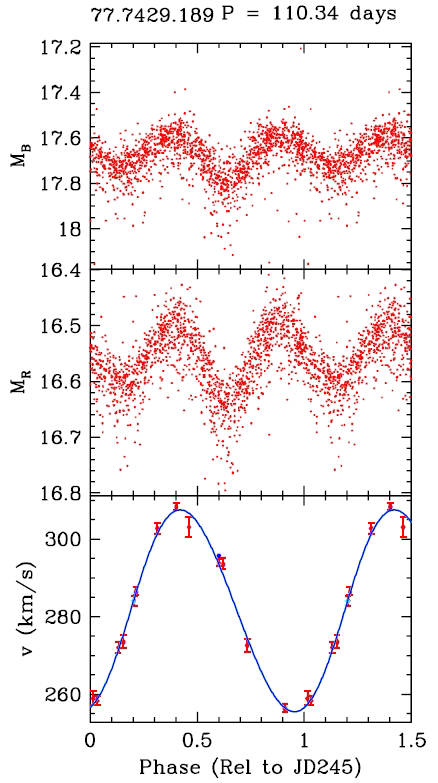 77.7429.189 P = 110.34 days
17.2
17.4
17.6
17.8
18
M_B
16.4
16.5
16.6
16.7
16.8
M_R
300
280
260
v (km/s)
0 0.5 1 1.5
Phase (Rel to JD245)